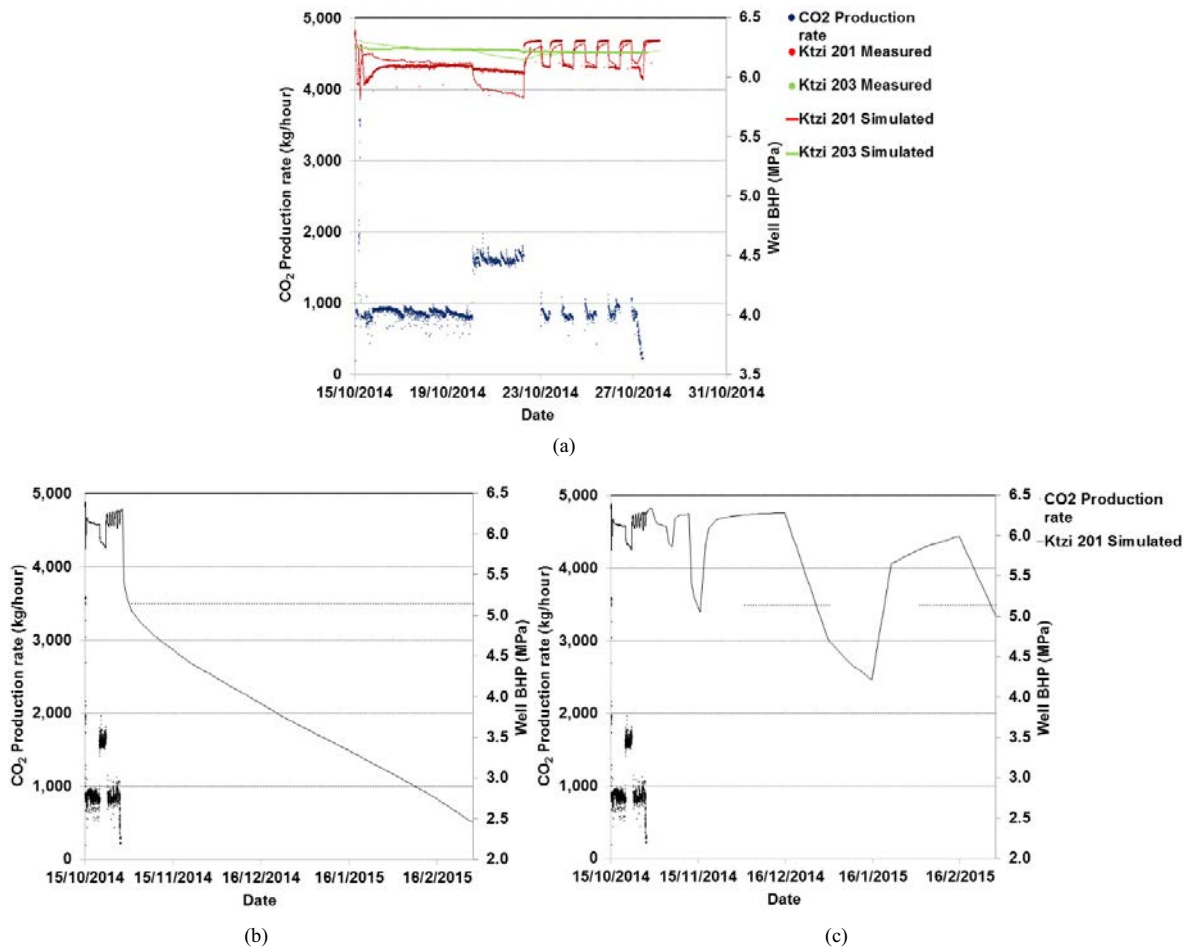 5,000
4,000
3,000
2,000
1,000
0
CO2 Production rate (kg/hour)
6.5
6.0
5.5
5.0
4.5
4.0
3.5
Well BHP (MPa)
15/10/2014 19/10/2014 23/10/2014 27/10/2014 31/10/2014
Date
CO2 Production
rate
Ktzi 201 Measured
Ktzi 203 Measured
Ktzi 201 Simulated
Ktzi 203 Simulated
(a)
5,000
4,000
3,000
2,000
1,000
0
CO2 Production rate (kg/hour)
6.5
6.0
5.5
5.0
4.5
4.0
3.5
3.0
2.5
2.0
Well BHP (MPa)
15/10/2014 15/11/2014 16/12/2014 16/1/2015 16/2/2015
Date
(b)
5,000
4,000
3,000
2,000
1,000
0
CO2 Production rate (kg/hour)
6.5
6.0
5.5
5.0
4.5
4.0
3.5
3.0
2.5
2.0
Well BHP (MPa)
15/10/2014 15/11/2014 16/12/2014 16/1/2015 16/2/2015
Date
CO2 Production
rate
Ktzi 201 Simulated
(c)